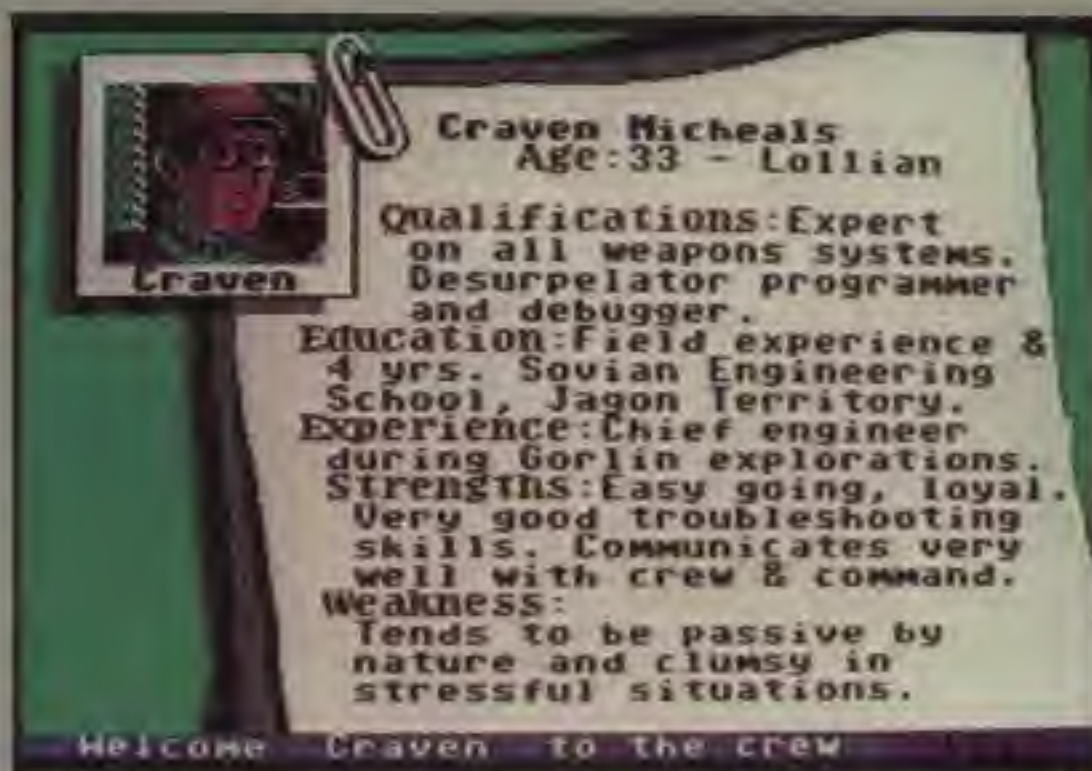 Craven Micheals
Age:33 - Lollian
Craven
Qualifications:Expert
on all weapons systems.
Desurpelator programmer
and debugger.
Education:Field experience &
4 yrs. Sovian Engineering
School, Jagon Territory.
Experience:Chief engineer
during Gorlin explorations.
Strengths:Easy going, loyal.
Very good troubleshooting
skills. Communicates very
well with crew & command.
Weakness:
Tends to be passive by
nature and clumsy in
stressful situations.
Welcome Craven to the crew